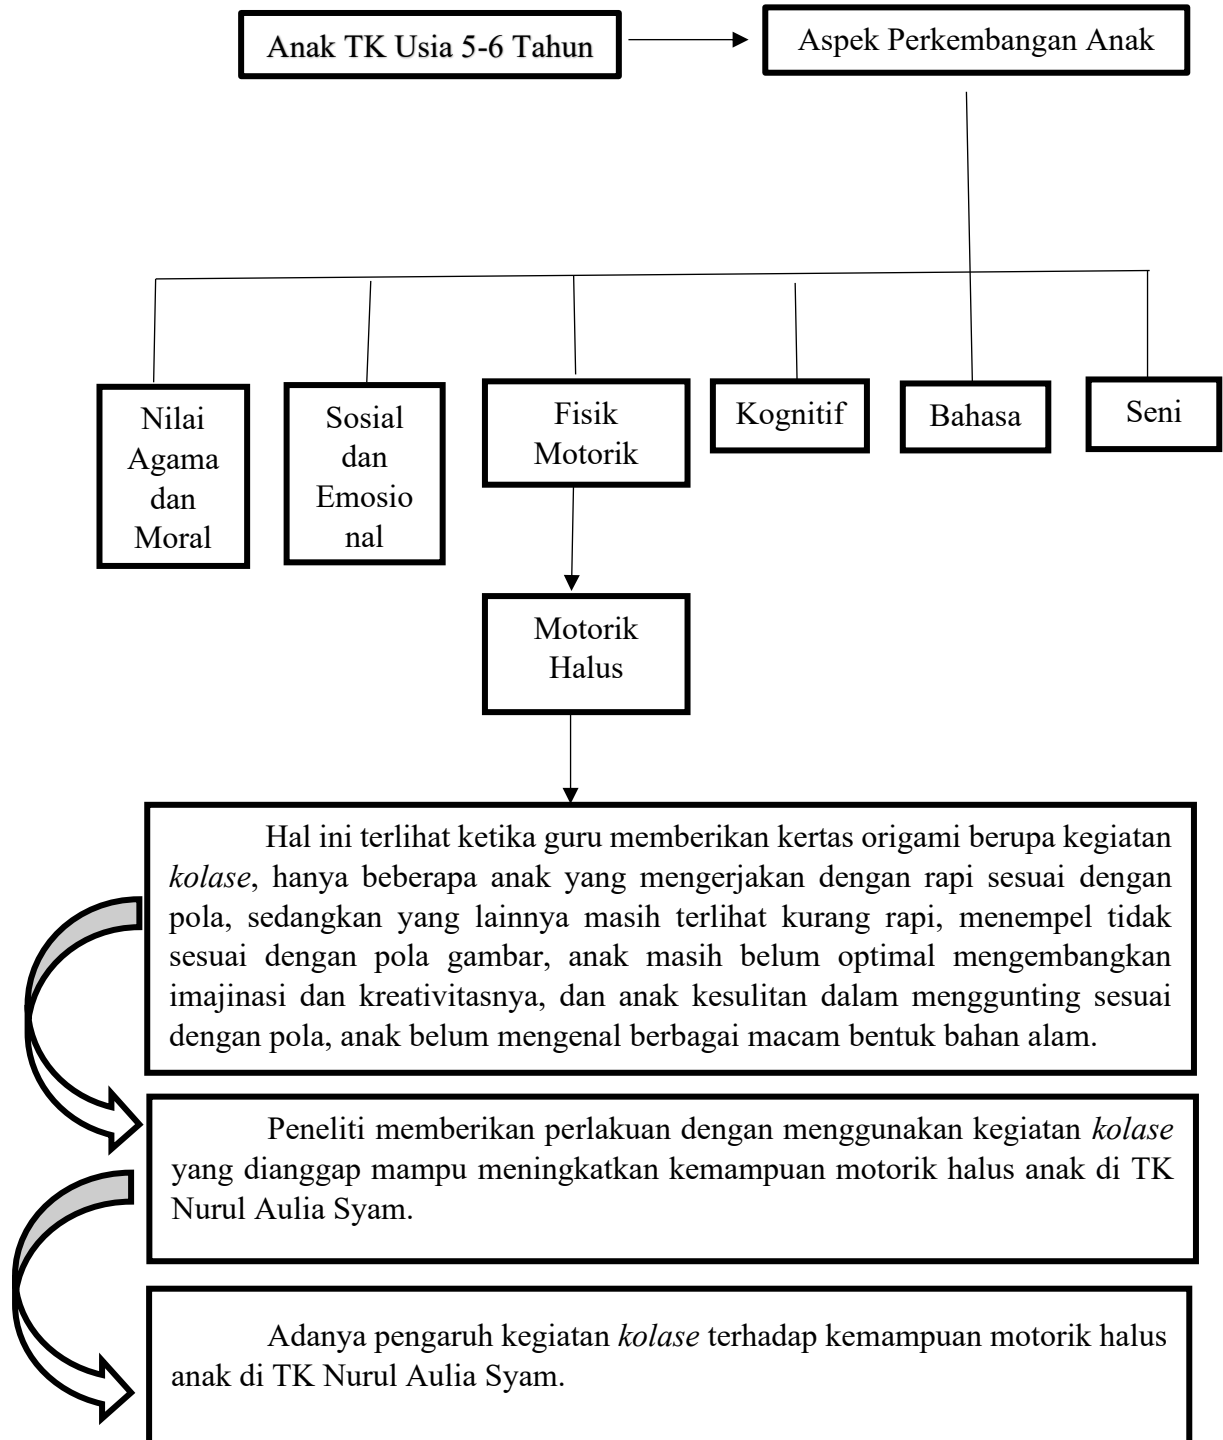 Anak TK Usia 5-6 Tahun
Aspek Perkembangan Anak
Nilai
Agama
dan
Moral
Sosial
dan
Emosio
nal
Fisik
Motorik
Kognitif
Bahasa
Seni
Motorik
Halus
Hal ini terlihat ketika guru memberikan kertas origami berupa kegiatan
kolase, hanya beberapa anak yang mengerjakan dengan rapi sesuai dengan
pola, sedangkan yang lainnya masih terlihat kurang rapi, menempel tidak
sesuai dengan pola gambar, anak masih belum optimal mengembangkan
imajinasi dan kreativitasnya, dan anak kesulitan dalam menggunting sesuai
dengan pola, anak belum mengenal berbagai macam bentuk bahan alam.
Peneliti memberikan perlakuan dengan menggunakan kegiatan kolase
yang dianggap mampu meningkatkan kemampuan motorik halus anak di TK
Nurul Aulia Syam.
Adanya pengaruh kegiatan kolase terhadap kemampuan motorik halus
anak di TK Nurul Aulia Syam.